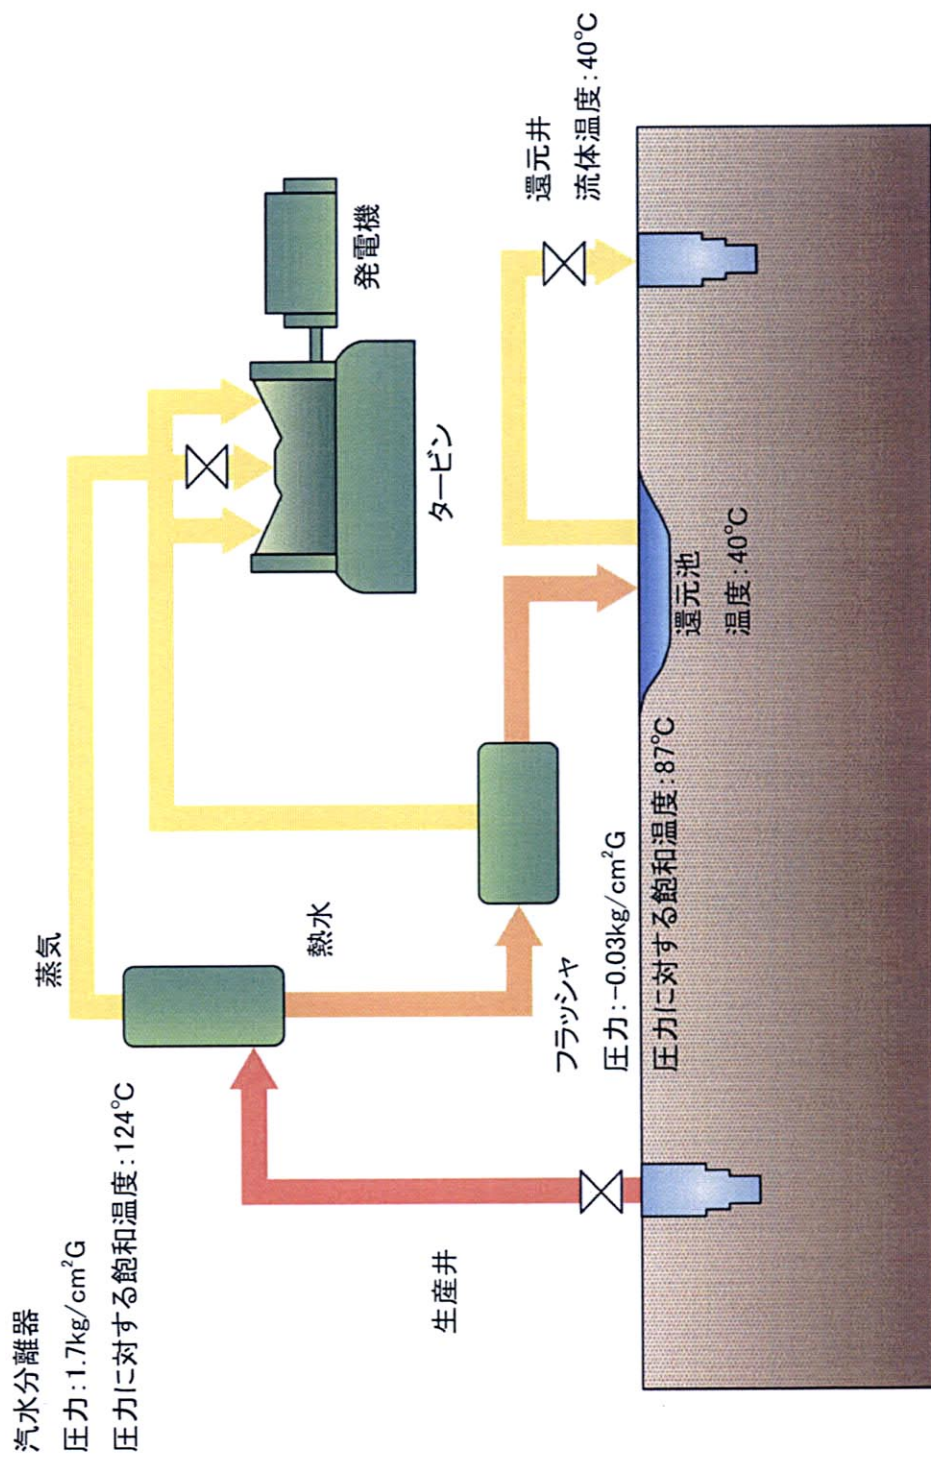 汽水分離器
圧力:1.7kg/cm²G
圧力に対する飽和温度:124℃
蒸気
熱水
発電機
タービン
生産井
フラッシャ
圧力:-0.03kg/cm²G
圧力に対する飽和温度:87℃
還元池
温度:40℃
還元井
流体温度:40℃